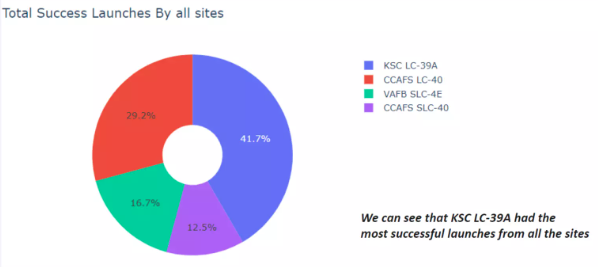 Total Success Launches By all sites
KSC LC-39A
CCAFS LC-40
VAFB SLC-4E
CCAFS SLC-40
29.2%
41.7%
16.7%
12.5%
We can see that KSC LC-39A had the
most successful launches from all the sites